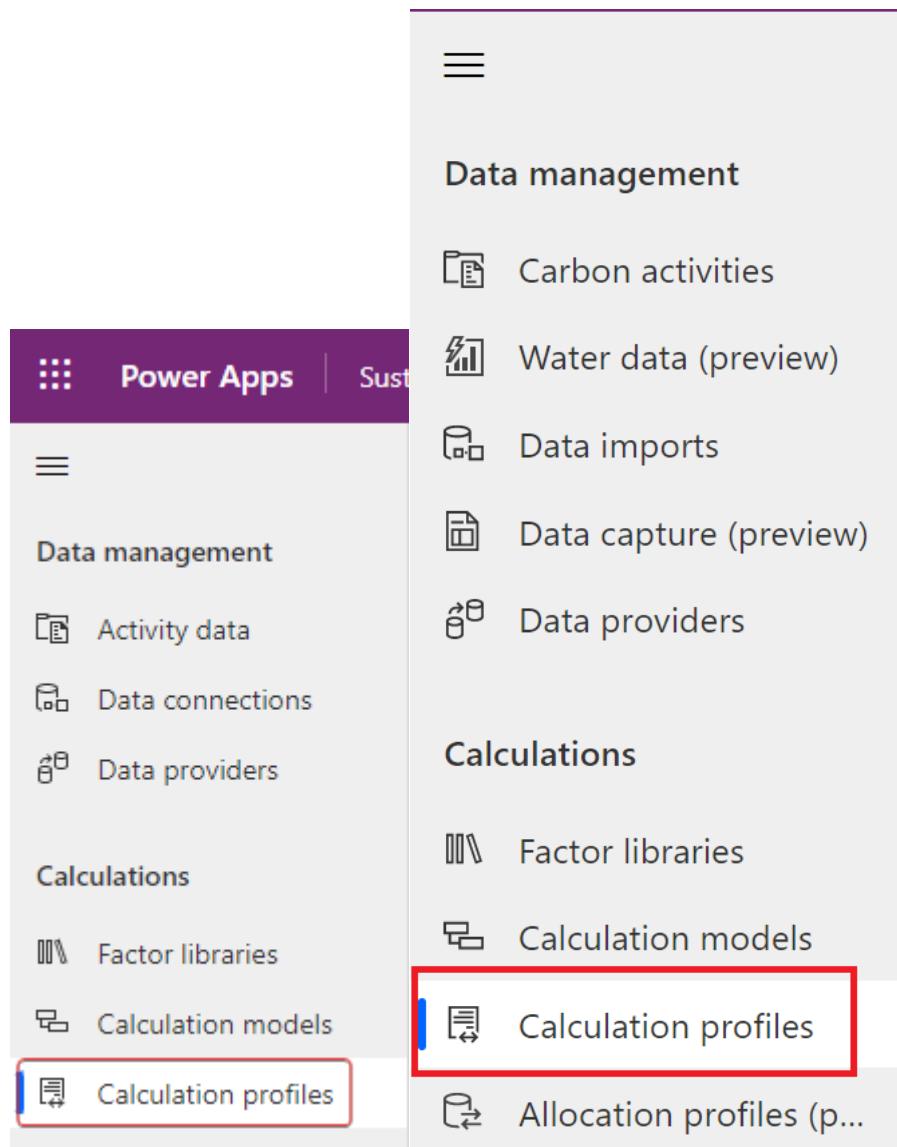 Power Apps
Sust
Data management
Activity data
Data connections
Data providers
Calculations
Factor libraries
Calculation models
Calculation profiles
Data management
Carbon activities
Water data (preview)
Data imports
Data capture (preview)
Data providers
Calculations
Factor libraries
Calculation models
Calculation profiles
Allocation profiles (p...